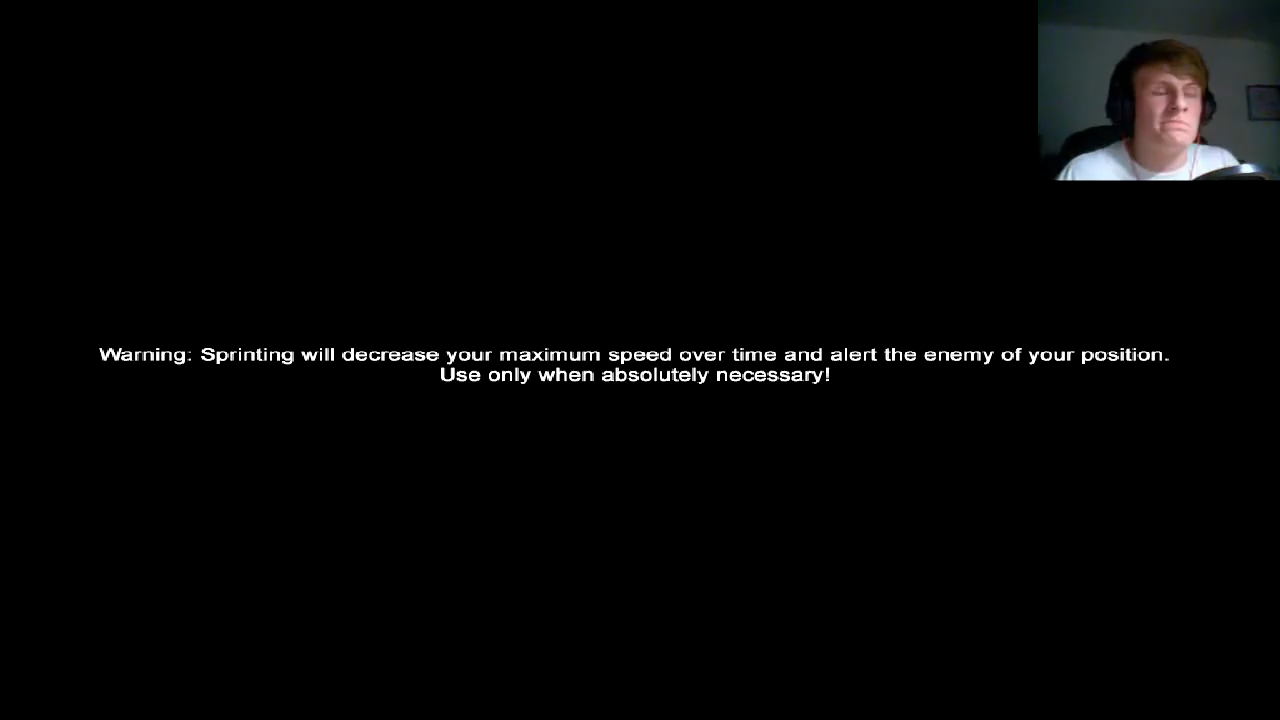 Warning: Sprinting will decrease your maximum speed over time and alert the enemy of your position.
Use only when absolutely necessary!